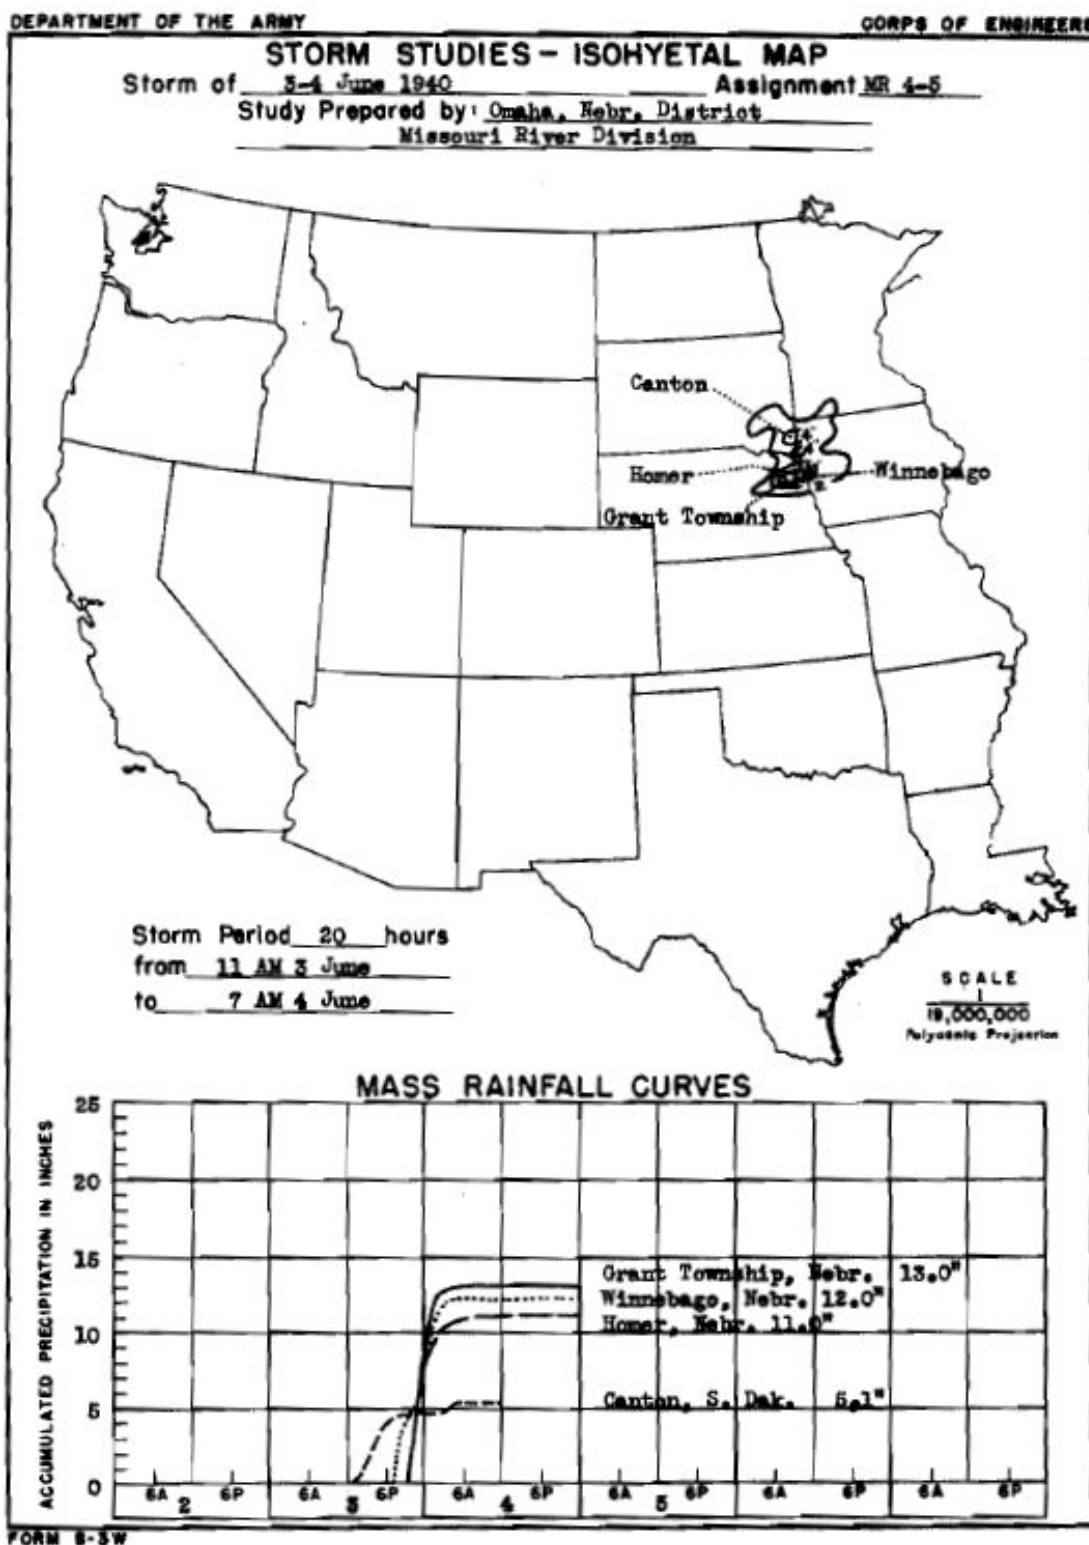 DEPARTMENT OF THE ARMY CORPS OF ENGINEERS
STORM STUDIES - ISOHYETAL MAP
Storm of 3-4 June 1940 Assignment MR 4-5
Study Prepared by: Omaha, Nebr. District
Missouri River Division
Canton
Homer
Winnebago
Grant Township
Storm Period 20 hours
from 11 AM 3 June
to 7 AM 4 June
SCALE
1
19,000,000
Polyconic Projection
MASS RAINFALL CURVES
ACCUMULATED PRECIPITATION IN INCHES
25
20
15
10
5
0
Grant Township, Nebr. 13.0"
Winnebago, Nebr. 12.0"
Homer, Nebr. 11.0"
Canton, S. Dak. 5.1"
6A 6P 6A 6P 6A 6P 6A 6P 6A 6P 6A 6P
2 3 4 5
FORM S-3W